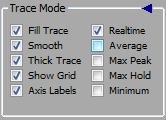 Trace Mode
Fill Trace
Smooth
Thick Trace
Show Grid
Axis Labels
Realtime
Average
Max Peak
Max Hold
Minimum